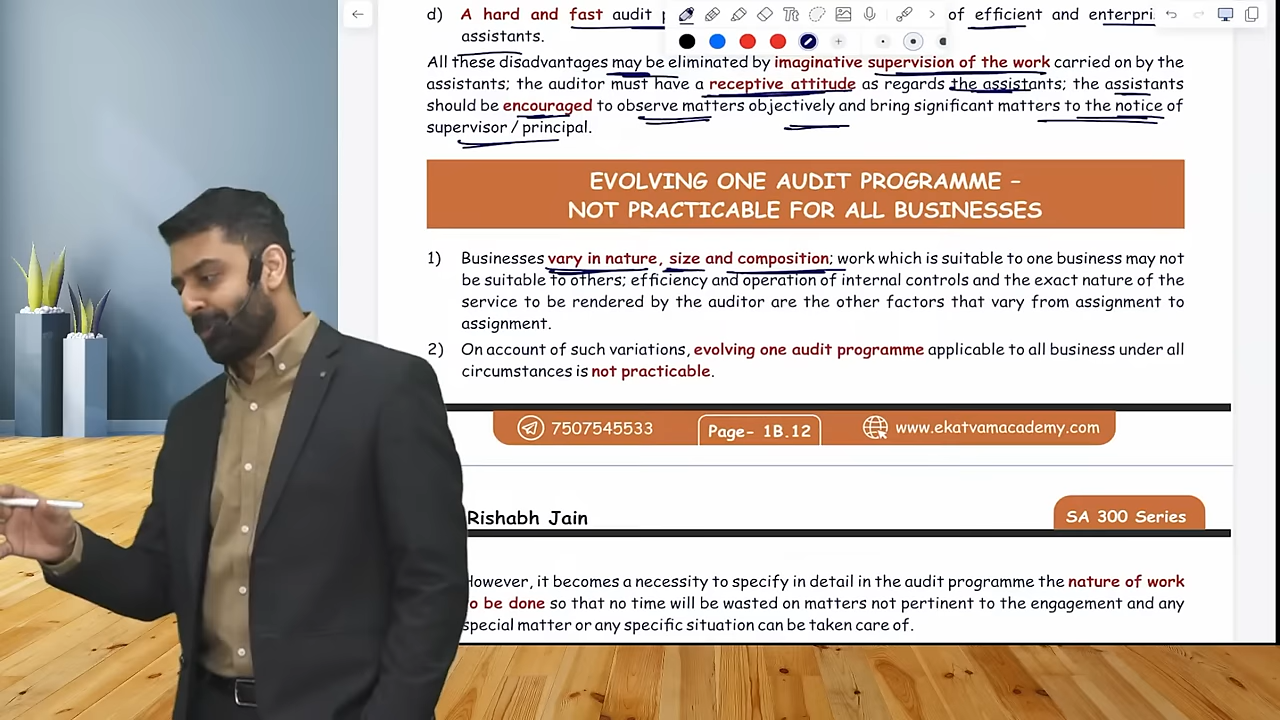 d) A hard and fast audit of efficient and enterpri
assistants.
All these disadvantages may be eliminated by imaginative supervision of the work carried on by the
assistants; the auditor must have a receptive attitude as regards the assistants; the assistants
should be encouraged to observe matters objectively and bring significant matters to the notice of
supervisor / principal.
EVOLVING ONE AUDIT PROGRAMME –
NOT PRACTICABLE FOR ALL BUSINESSES
1) Businesses vary in nature, size and composition; work which is suitable to one business may not
be suitable to others; efficiency and operation of internal controls and the exact nature of the
service to be rendered by the auditor are the other factors that vary from assignment to
assignment.
2) On account of such variations, evolving one audit programme applicable to all business under all
circumstances is not practicable.
7507545533 Page- 1B.12 www.ekatvamacademy.com
Rishabh Jain SA 300 Series
However, it becomes a necessity to specify in detail in the audit programme the nature of work
to be done so that no time will be wasted on matters not pertinent to the engagement and any
special matter or any specific situation can be taken care of.